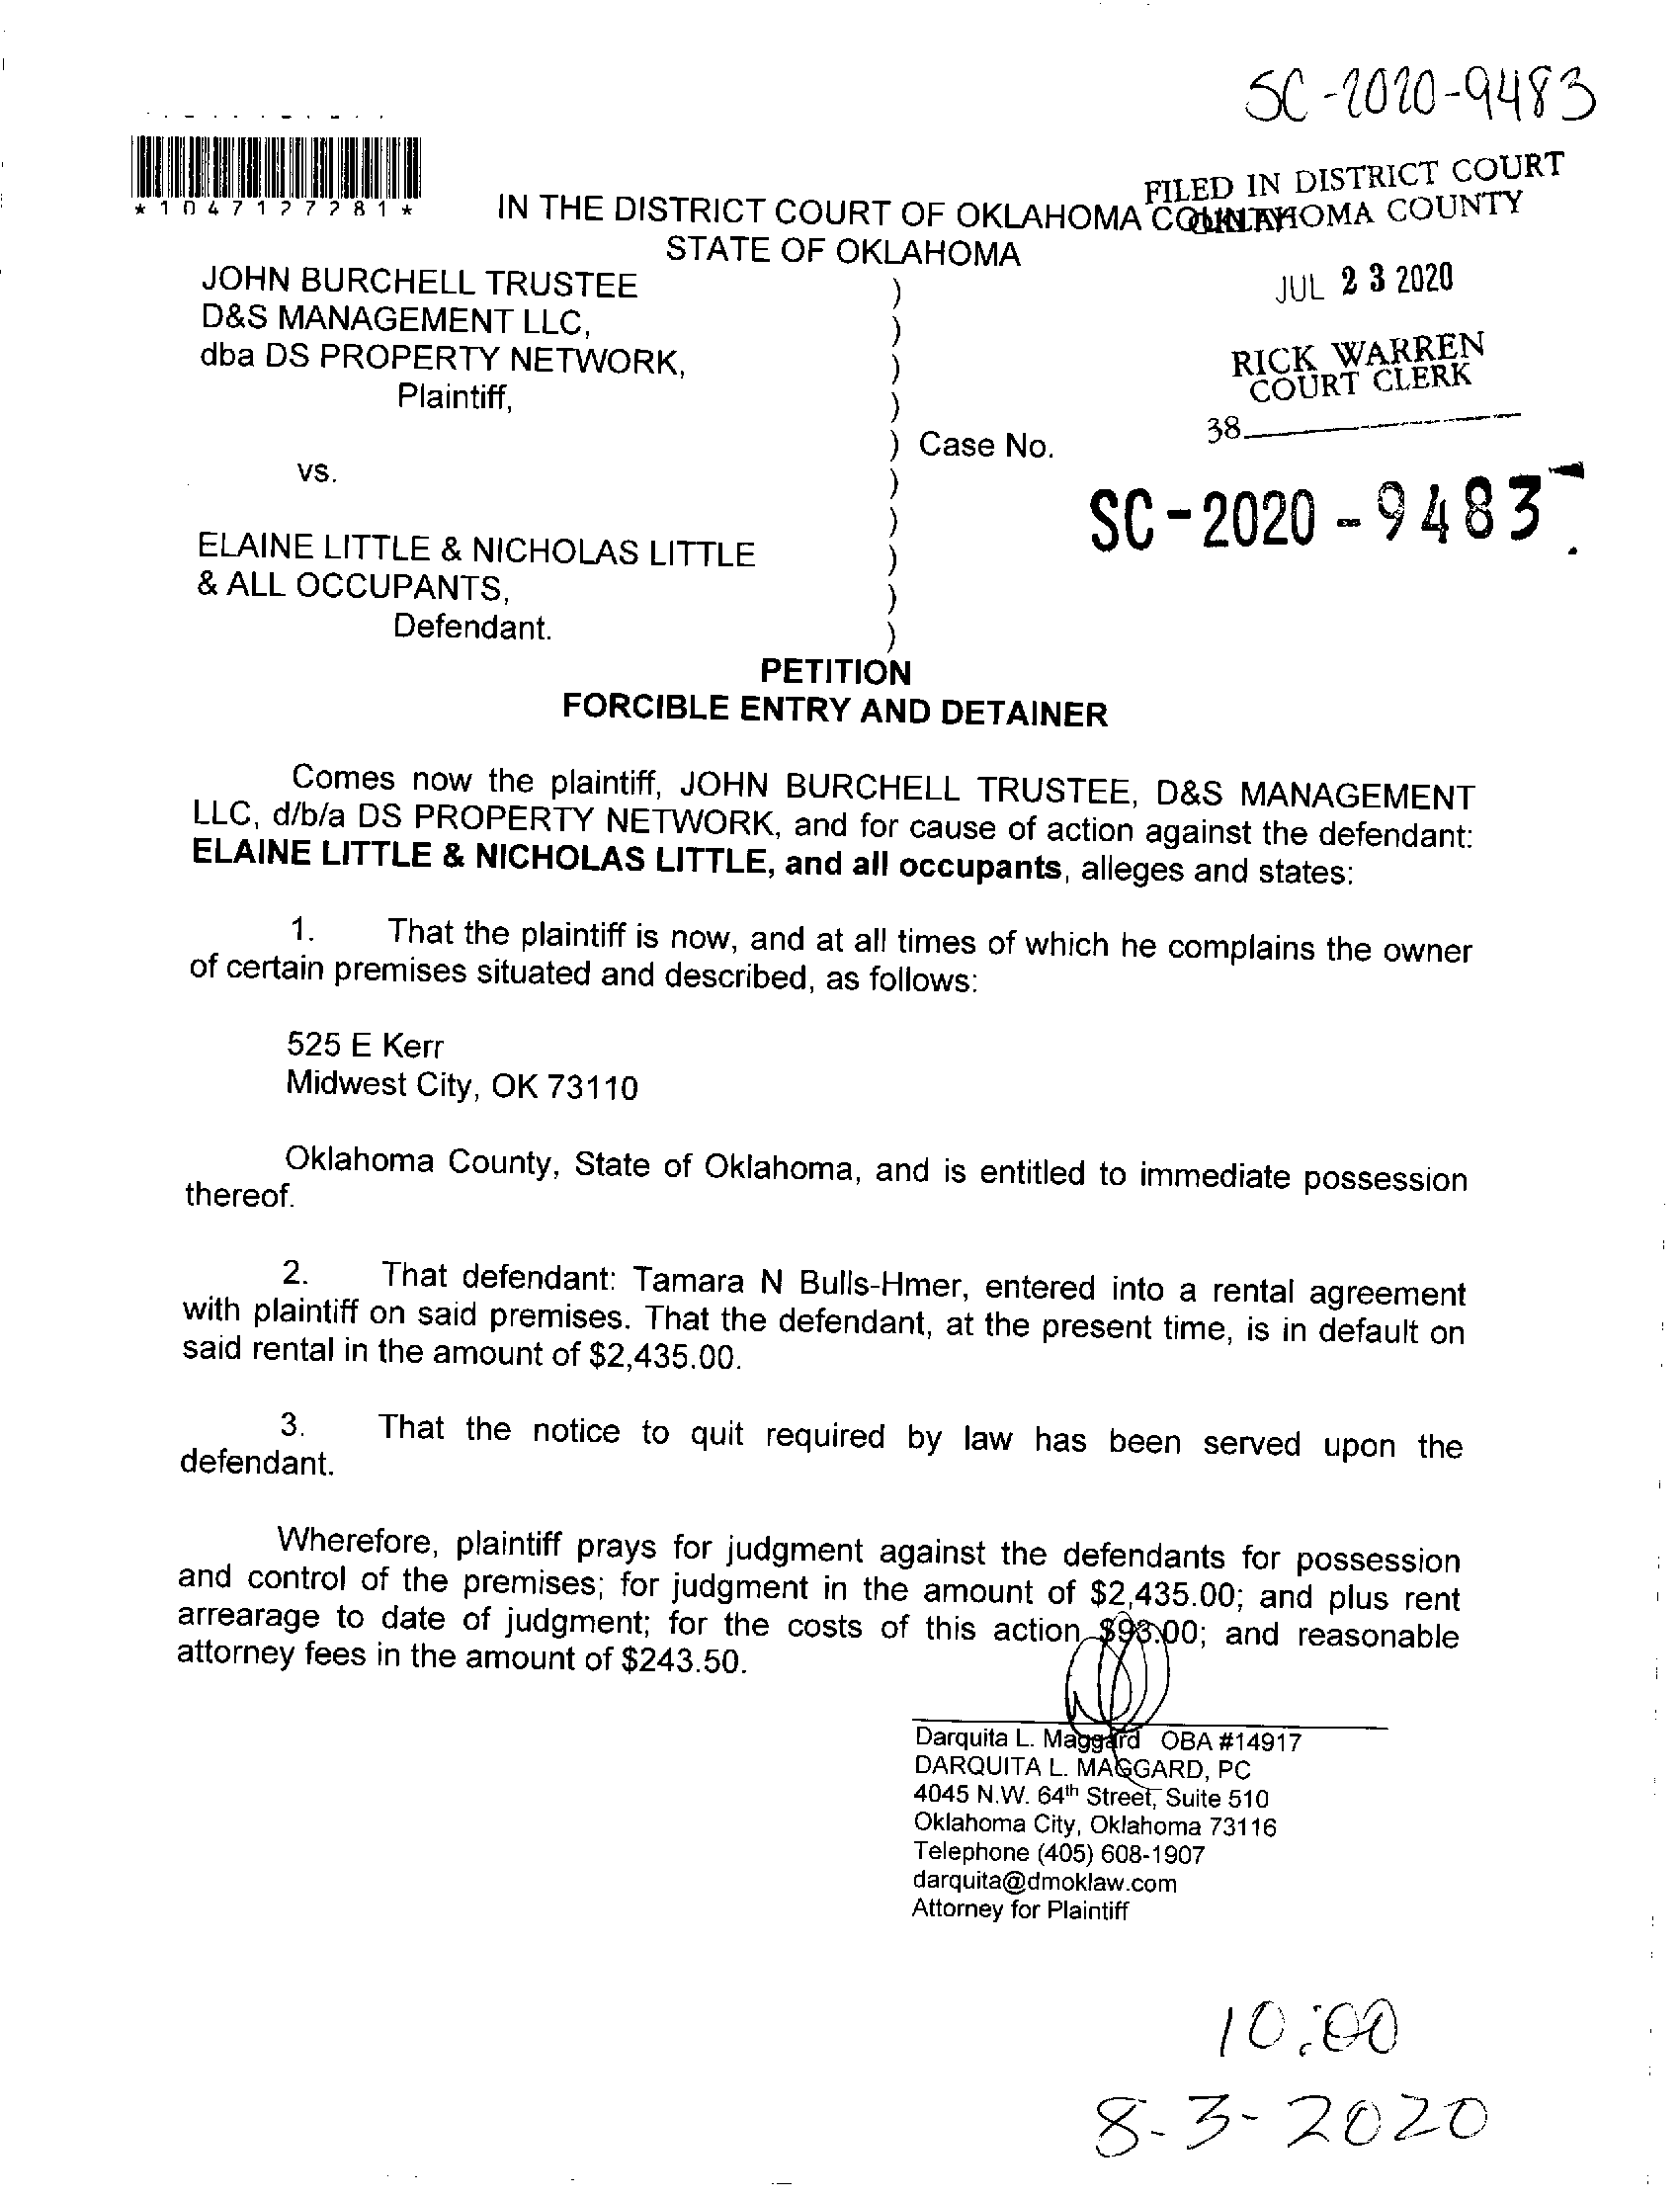 SC-2020-9483
FILED IN DISTRICT COURT
OKLAHOMA COUNTY
*1047127281*
IN THE DISTRICT COURT OF OKLAHOMA COUNTY
STATE OF OKLAHOMA
JUL 23 2020
RICK WARREN
COURT CLERK
38
JOHN BURCHELL TRUSTEE )
D&S MANAGEMENT LLC, )
dba DS PROPERTY NETWORK, )
Plaintiff, )
) Case No.
vs. )
SC-2020-9483
)
ELAINE LITTLE & NICHOLAS LITTLE )
& ALL OCCUPANTS, )
Defendant. )
PETITION
FORCIBLE ENTRY AND DETAINER
Comes now the plaintiff, JOHN BURCHELL TRUSTEE, D&S MANAGEMENT
LLC, d/b/a DS PROPERTY NETWORK, and for cause of action against the defendant:
ELAINE LITTLE & NICHOLAS LITTLE, and all occupants, alleges and states:
1. That the plaintiff is now, and at all times of which he complains the owner
of certain premises situated and described, as follows:
525 E Kerr
Midwest City, OK 73110
Oklahoma County, State of Oklahoma, and is entitled to immediate possession
thereof.
2. That defendant: Tamara N Bulls-Hmer, entered into a rental agreement
with plaintiff on said premises. That the defendant, at the present time, is in default on
said rental in the amount of $2,435.00.
3. That the notice to quit required by law has been served upon the
defendant.
Wherefore, plaintiff prays for judgment against the defendants for possession
and control of the premises; for judgment in the amount of $2,435.00; and plus rent
arrearage to date of judgment; for the costs of this action $93.00; and reasonable
attorney fees in the amount of $243.50.
Darquita L. Maggard OBA #14917
DARQUITA L. MAGGARD, PC
4045 N.W. 64th Street, Suite 510
Oklahoma City, Oklahoma 73116
Telephone (405) 608-1907
darquita@dmoklaw.com
Attorney for Plaintiff
10:00
8-3-2020